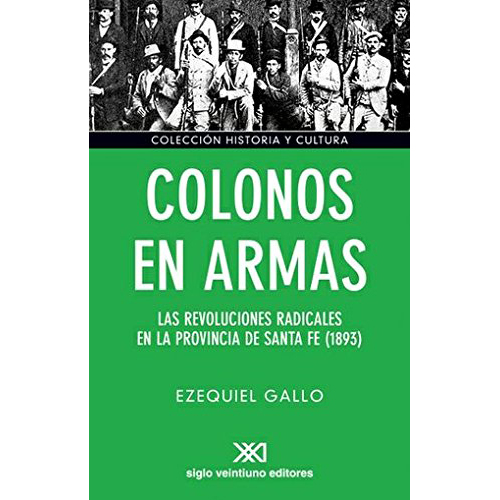 COLECCIÓN HISTORIA Y CULTURA
COLONOS
EN ARMAS
LAS REVOLUCIONES RADICALES
EN LA PROVINCIA DE SANTA FE (1893)
EZEQUIEL GALLO
siglo veintiuno editores